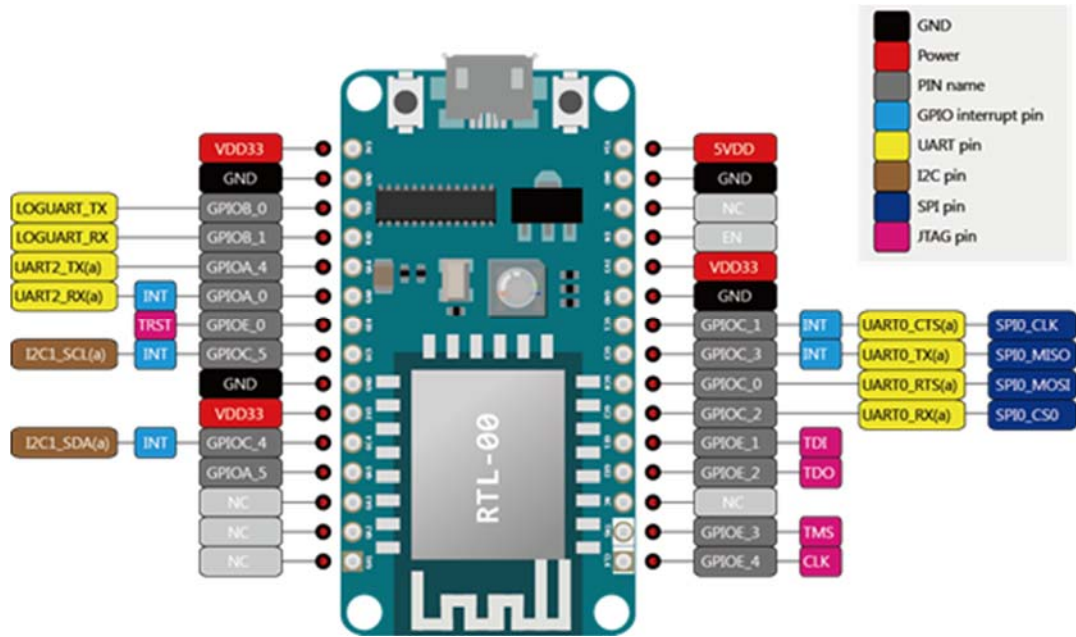 GND
Power
PIN name
GPIO interrupt pin
UART pin
I2C pin
SPI pin
JTAG pin
VDD33
GND
LOGUART_TX GPIOB_0
LOGUART_RX GPIOB_1
UART2_TX(a) GPIOA_4
UART2_RX(a) INT GPIOA_0
TRST GPIOE_0
I2C1_SCL(a) INT GPIOC_5
GND
VDD33
I2C1_SDA(a) INT GPIOC_4
GPIOA_5
NC
NC
NC
RTL-00
5VDD
GND
NC
EN
VDD33
GND
GPIOC_1 INT UART0_CTS(a) SPI0_CLK
GPIOC_3 INT UART0_TX(a) SPI0_MISO
GPIOC_0 UART0_RTS(a) SPI0_MOSI
GPIOC_2 UART0_RX(a) SPI0_CS0
GPIOE_1 TDI
GPIOE_2 TDO
NC
GPIOE_3 TMS
GPIOE_4 CLK